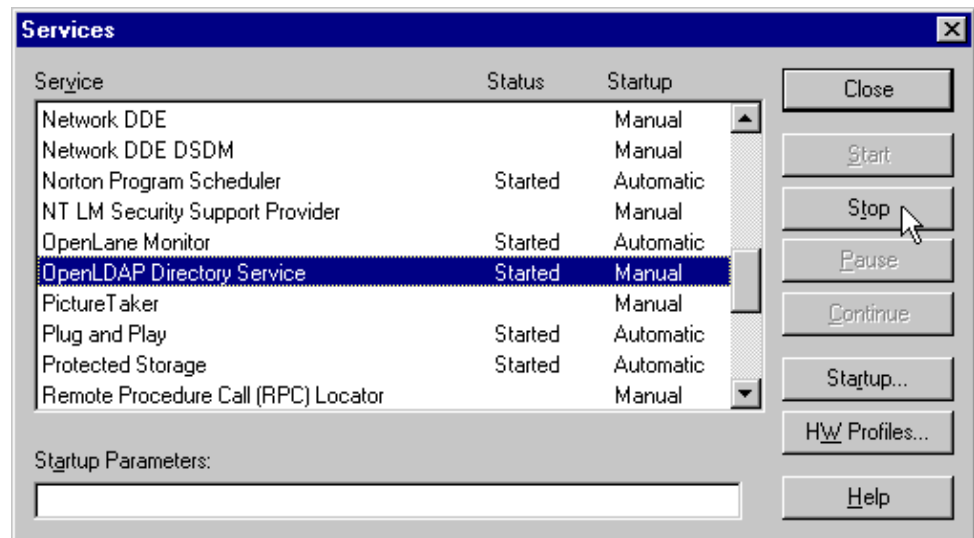 Services
Service Status Startup
Network DDE Manual
Network DDE DSDM Manual
Norton Program Scheduler Started Automatic
NT LM Security Support Provider Manual
OpenLane Monitor Started Automatic
OpenLDAP Directory Service Started Manual
PictureTaker Manual
Plug and Play Started Automatic
Protected Storage Started Automatic
Remote Procedure Call (RPC) Locator Manual
Startup Parameters:
Close
Start
Stop
Pause
Continue
Startup...
HW Profiles...
Help